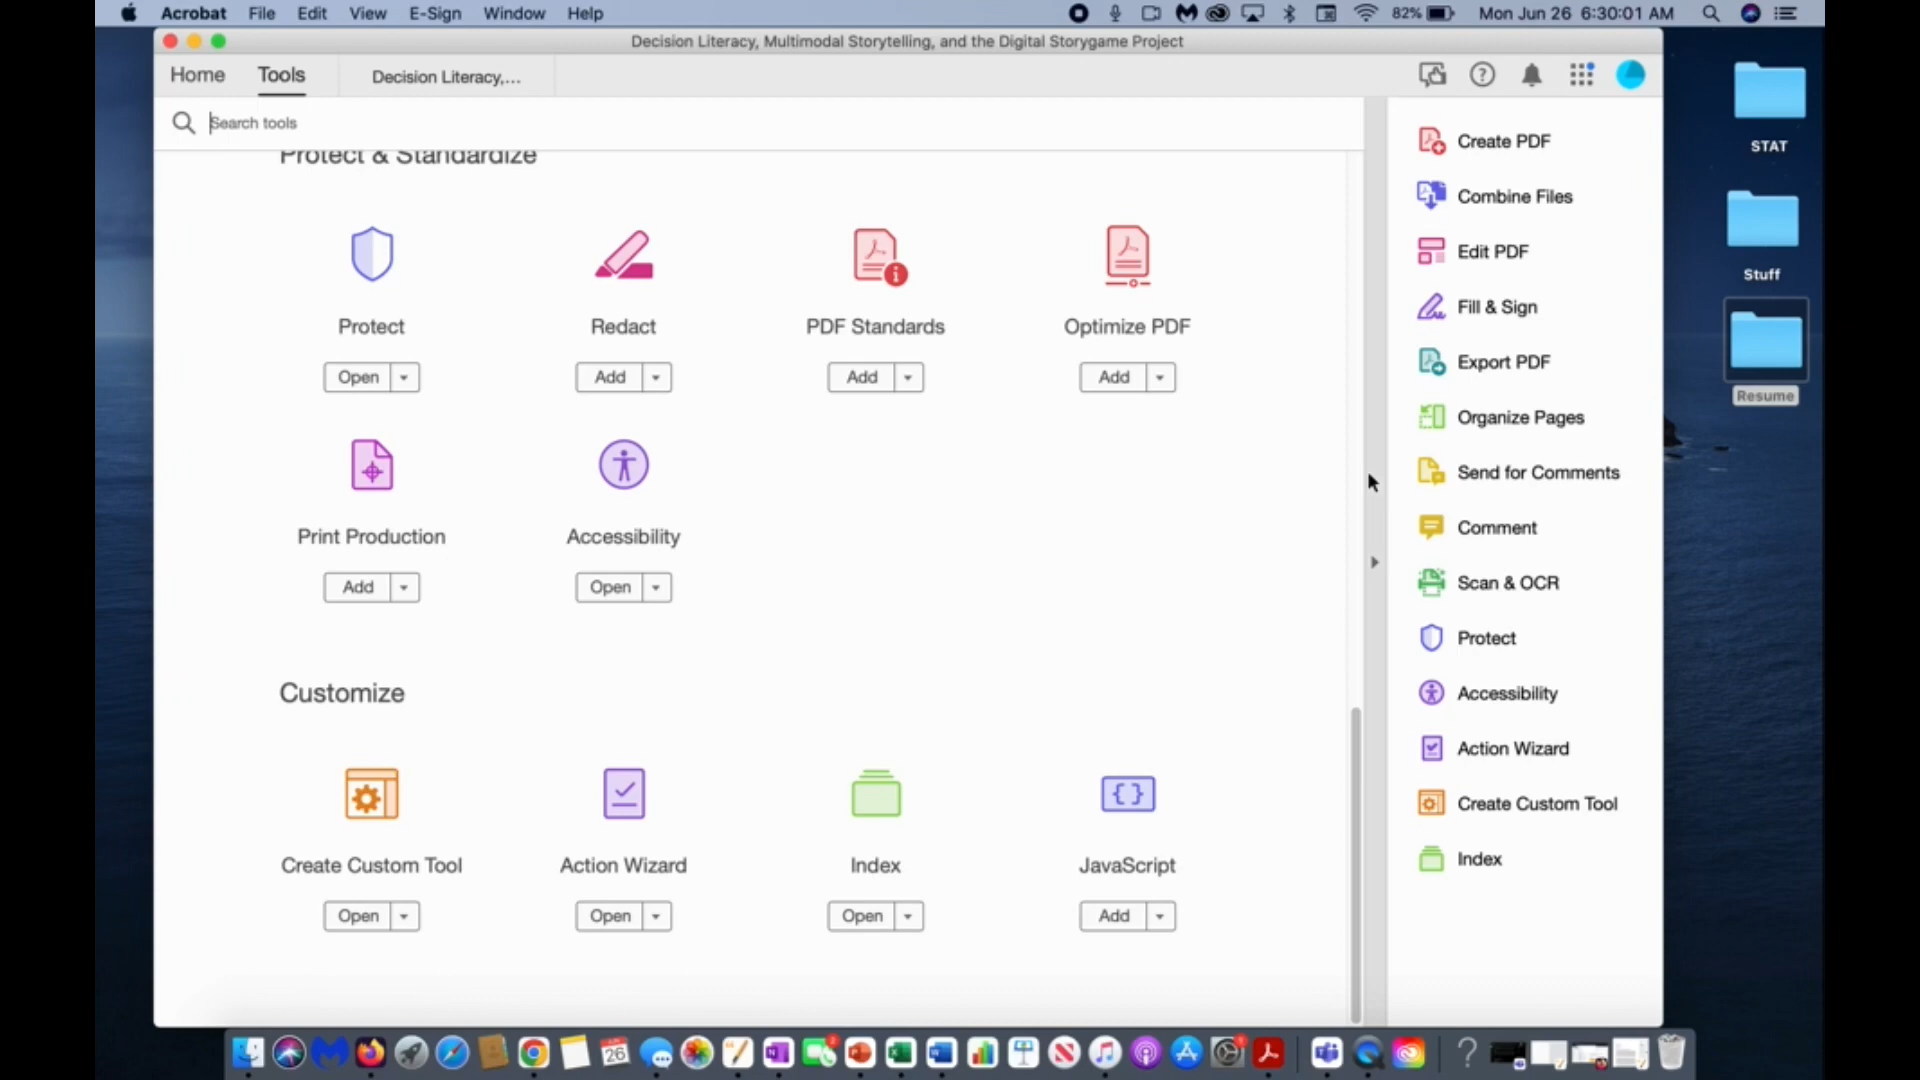 Acrobat File Edit View E-Sign Window Help 82% Mon Jun 26 6:30:01 AM
Decision Literacy, Multimodal Storytelling, and the Digital Storygame Project
Home Tools Decision Literacy,...
Search tools
Protect & Standardize
Protect Redact PDF Standards Optimize PDF
Open Add Add Add
Print Production Accessibility
Add Open
Customize
Create Custom Tool Action Wizard Index JavaScript
Open Open Open Add
Create PDF
Combine Files
Edit PDF
Fill & Sign
Export PDF
Organize Pages
Send for Comments
Comment
Scan & OCR
Protect
Accessibility
Action Wizard
Create Custom Tool
Index
STAT
Stuff
Resume
26